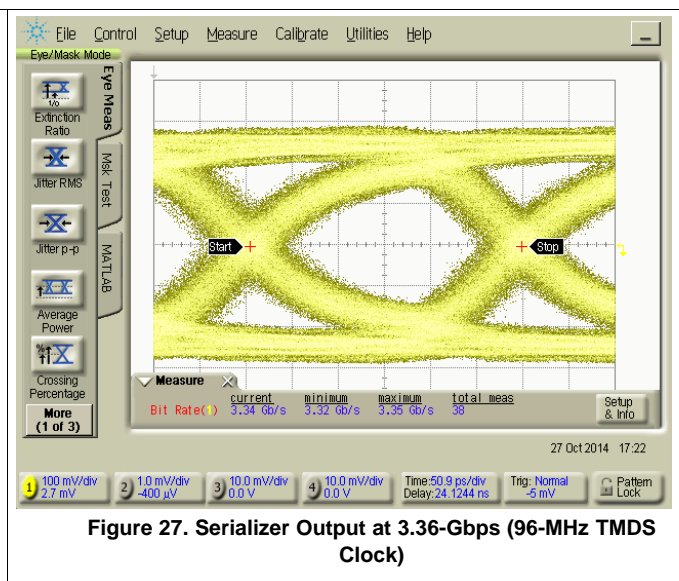 File Control Setup Measure Calibrate Utilities Help
Eye/Mask Mode
Extinction
Ratio
Jitter RMS
Jitter p-p
Average
Power
Crossing
Percentage
More
(1 of 3)
Eye Meas
Msk Test
MATLAB
Start
Stop
Measure
current minimum maximum total meas
Bit Rate(1) 3.34 Gb/s 3.32 Gb/s 3.35 Gb/s 38
Setup
& Info
27 Oct 2014 17:22
1 100 mV/div
2.7 mV
2 1.0 mV/div
-400 μV
3 10.0 mV/div
0.0 V
4 10.0 mV/div
0.0 V
Time:50.9 ps/div
Delay:24.1244 ns
Trig: Normal
-5 mV
Pattern
Lock
Figure 27. Serializer Output at 3.36-Gbps (96-MHz TMDS
Clock)